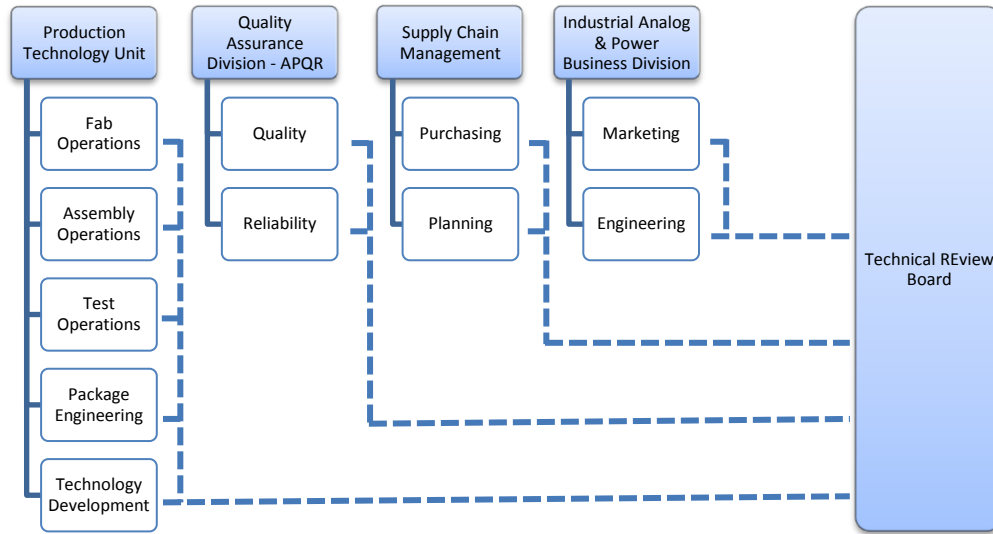 Production
Technology Unit
Quality
Assurance
Division - APQR
Supply Chain
Management
Industrial Analog
& Power
Business Division
Fab
Operations
Quality
Purchasing
Marketing
Assembly
Operations
Reliability
Planning
Engineering
Technical REview
Board
Test
Operations
Package
Engineering
Technology
Development